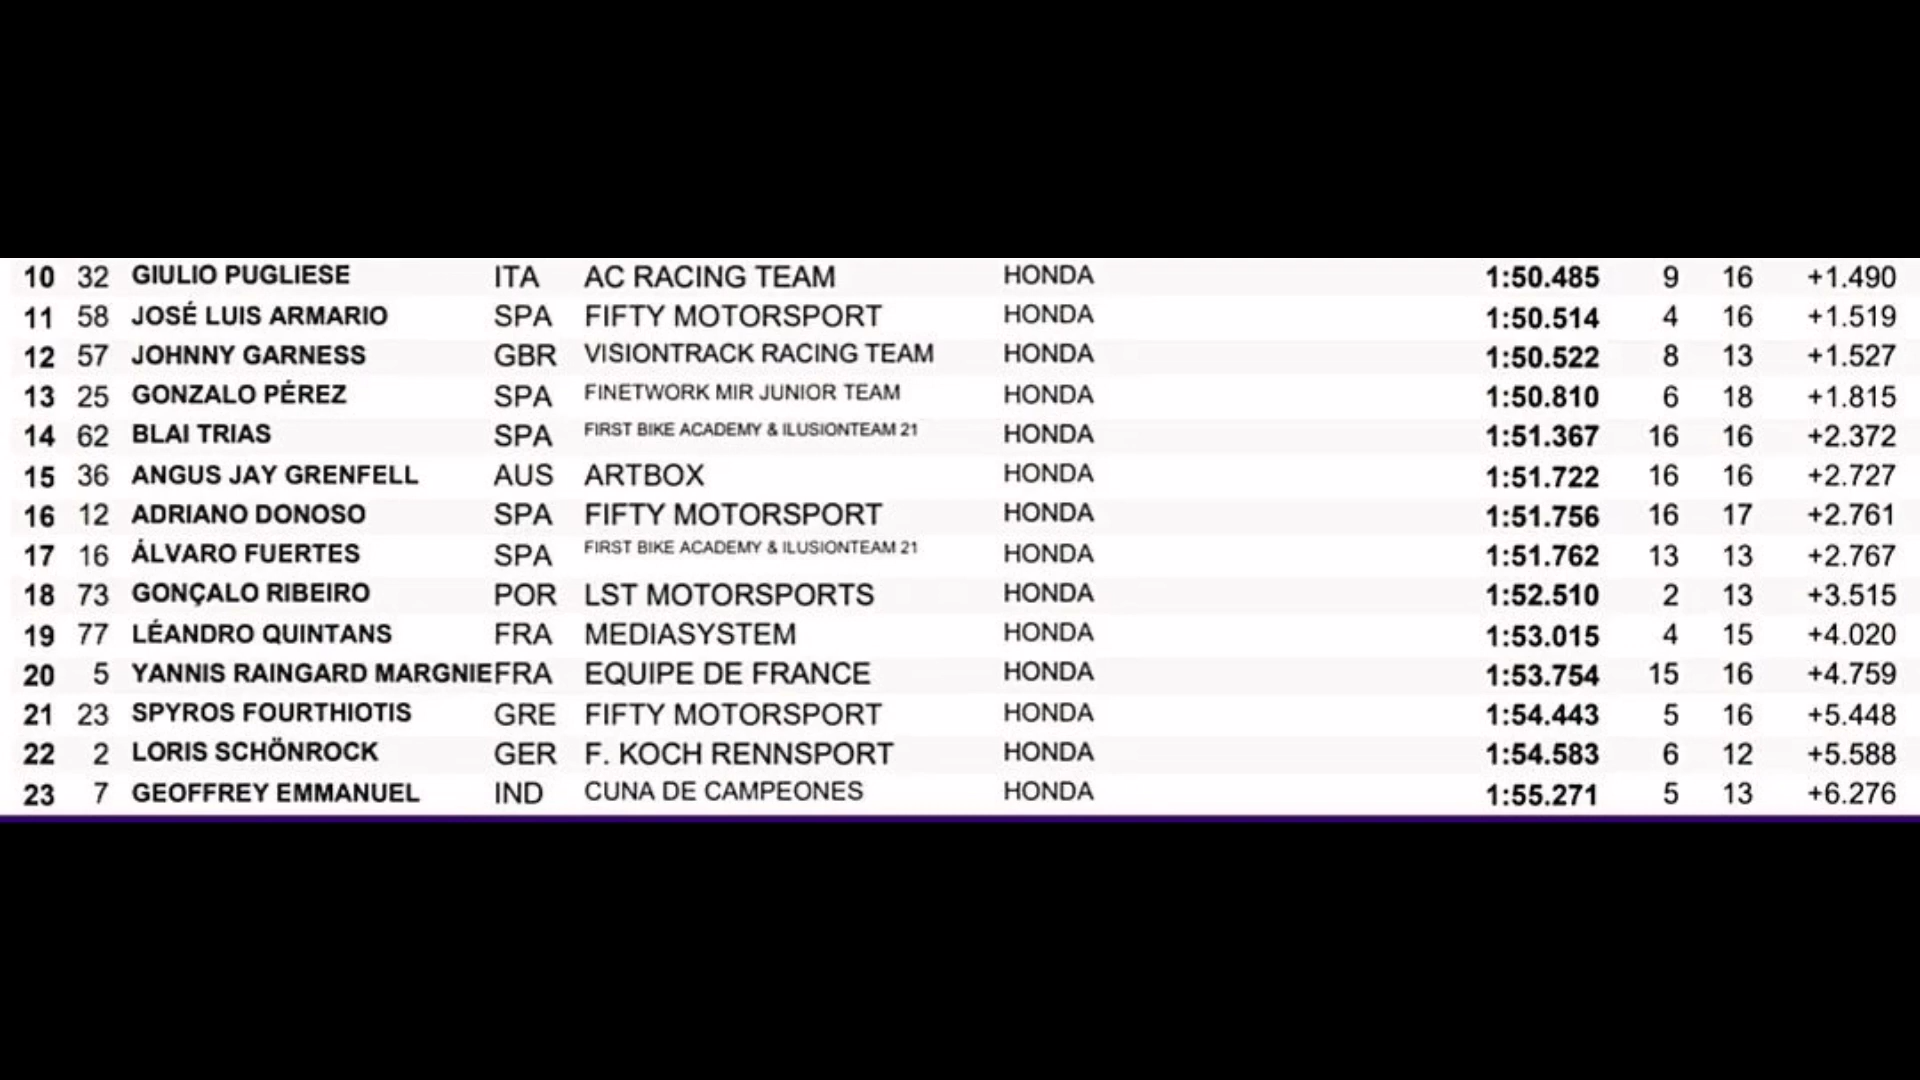 10 32 GIULIO PUGLIESE ITA AC RACING TEAM HONDA 1:50.485 9 16 +1.490
11 58 JOSÉ LUIS ARMARIO SPA FIFTY MOTORSPORT HONDA 1:50.514 4 16 +1.519
12 57 JOHNNY GARNESS GBR VISIONTRACK RACING TEAM HONDA 1:50.522 8 13 +1.527
13 25 GONZALO PÉREZ SPA FINETWORK MIR JUNIOR TEAM HONDA 1:50.810 6 18 +1.815
14 62 BLAI TRIAS SPA FIRST BIKE ACADEMY & ILUSIONTEAM 21 HONDA 1:51.367 16 16 +2.372
15 36 ANGUS JAY GRENFELL AUS ARTBOX HONDA 1:51.722 16 16 +2.727
16 12 ADRIANO DONOSO SPA FIFTY MOTORSPORT HONDA 1:51.756 16 17 +2.761
17 16 ÁLVARO FUERTES SPA FIRST BIKE ACADEMY & ILUSIONTEAM 21 HONDA 1:51.762 13 13 +2.767
18 73 GONÇALO RIBEIRO POR LST MOTORSPORTS HONDA 1:52.510 2 13 +3.515
19 77 LÉANDRO QUINTANS FRA MEDIASYSTEM HONDA 1:53.015 4 15 +4.020
20 5 YANNIS RAINGARD MARGNIE FRA EQUIPE DE FRANCE HONDA 1:53.754 15 16 +4.759
21 23 SPYROS FOURTHIOTIS GRE FIFTY MOTORSPORT HONDA 1:54.443 5 16 +5.448
22 2 LORIS SCHÖNROCK GER F. KOCH RENNSPORT HONDA 1:54.583 6 12 +5.588
23 7 GEOFFREY EMMANUEL IND CUNA DE CAMPEONES HONDA 1:55.271 5 13 +6.276